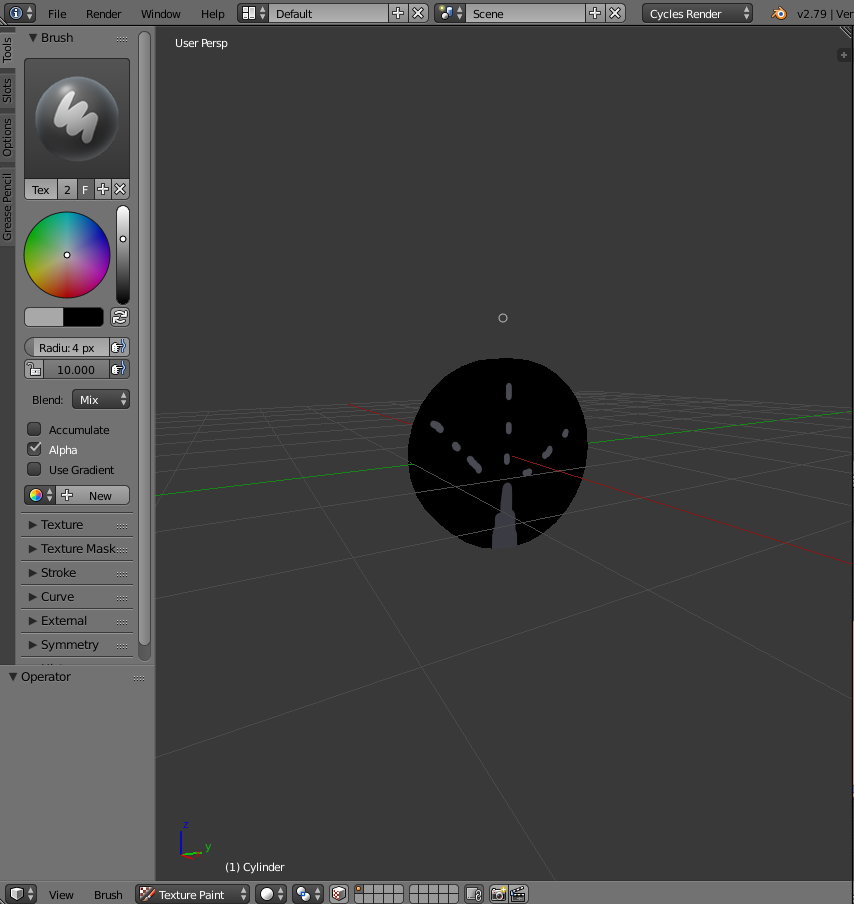 File Render Window Help Default Scene Cycles Render v2.79 | Ver
Tools
Slots
Options
Grease Pencil
Brush
User Persp
Tex 2 F
Radiu: 4 px
10.000
Blend: Mix
Accumulate
Alpha
Use Gradient
New
Texture
Texture Mask
Stroke
Curve
External
Symmetry
Operator
z
y
(1) Cylinder
View Brush Texture Paint